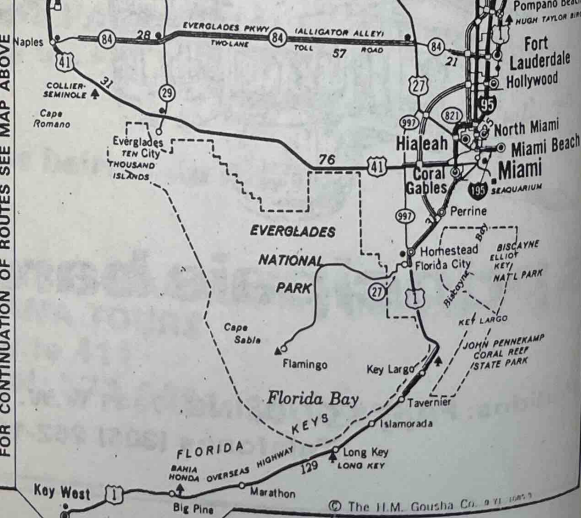 FOR CONTINUATION OF ROUTES SEE MAP ABOVE
Pompano Beach
HUGH TAYLOR
EVERGLADES PKWY (ALLIGATOR ALLEY)
Naples
84
28
TWO-LANE
84
TOLL
57
ROAD
84
21
Fort
Lauderdale
Hollywood
41
31
COLLIER-
SEMINOLE
29
27
95
Cape
Romano
997
821
Everglades
TEN City
THOUSAND
ISLANDS
Hialeah
North Miami
Miami Beach
Miami
76
41
Coral
Gables
195
SEAQUARIUM
997
Perrine
EVERGLADES
NATIONAL
PARK
Homestead
Florida City
Biscayne Bay
BISCAYNE
ELLIOT
KEY
NAT'L PARK
27
1
KEY LARGO
Cape
Sable
Flamingo
JOHN PENNEKAMP
CORAL REEF
STATE PARK
Key Largo
Florida Bay
Tavernier
KEYS
Islamorada
FLORIDA
BAHIA
HONDA
OVERSEAS HIGHWAY
129
Long Key
LONG KEY
Key West
1
Marathon
Big Pine
© The H.M. Gousha Co.